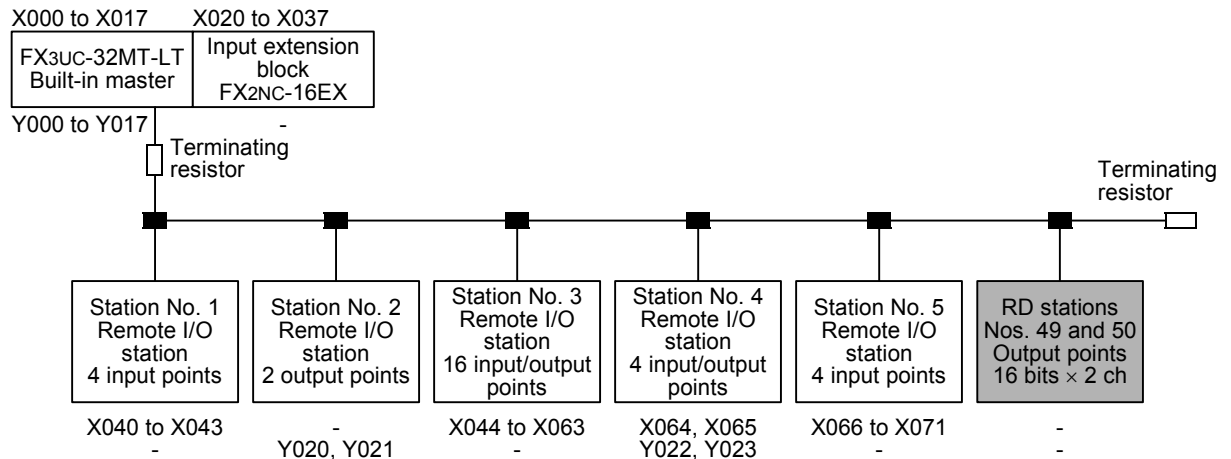 X000 to X017
X020 to X037
FX3UC-32MT-LT
Built-in master
Input extension
block
FX2NC-16EX
Y000 to Y017
-
Terminating
resistor
Terminating
resistor
Station No. 1
Remote I/O
station
4 input points
Station No. 2
Remote I/O
station
2 output points
Station No. 3
Remote I/O
station
16 input/output
points
Station No. 4
Remote I/O
station
4 input/output
points
Station No. 5
Remote I/O
station
4 input points
RD stations
Nos. 49 and 50
Output points
16 bits × 2 ch
X040 to X043
-
-
Y020, Y021
X044 to X063
-
X064, X065
Y022, Y023
X066 to X071
-
-
-